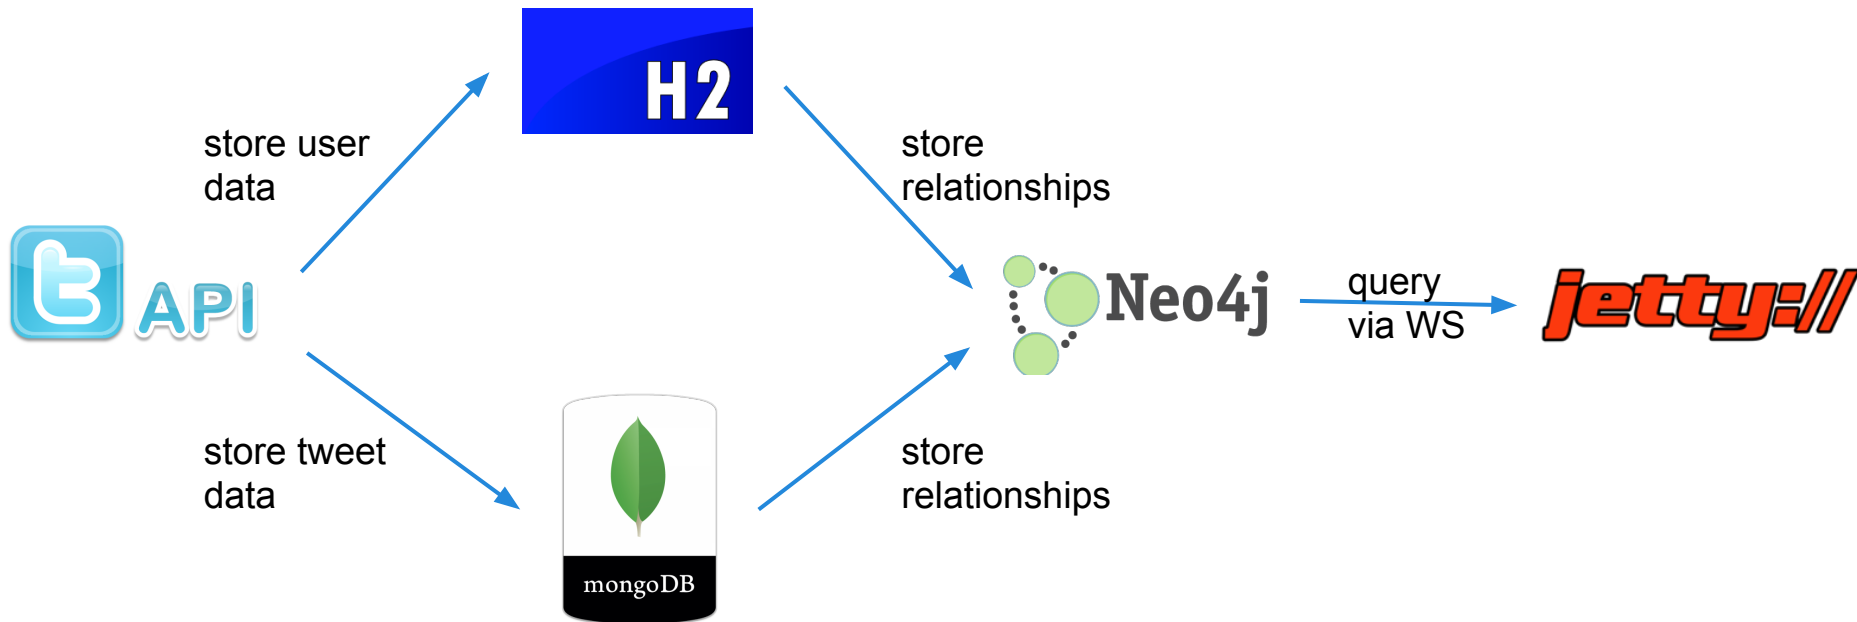 H2
store user
data
store
relationships
t
API
Neo4j
query
via WS
jetty://
store tweet
data
store
relationships
mongoDB